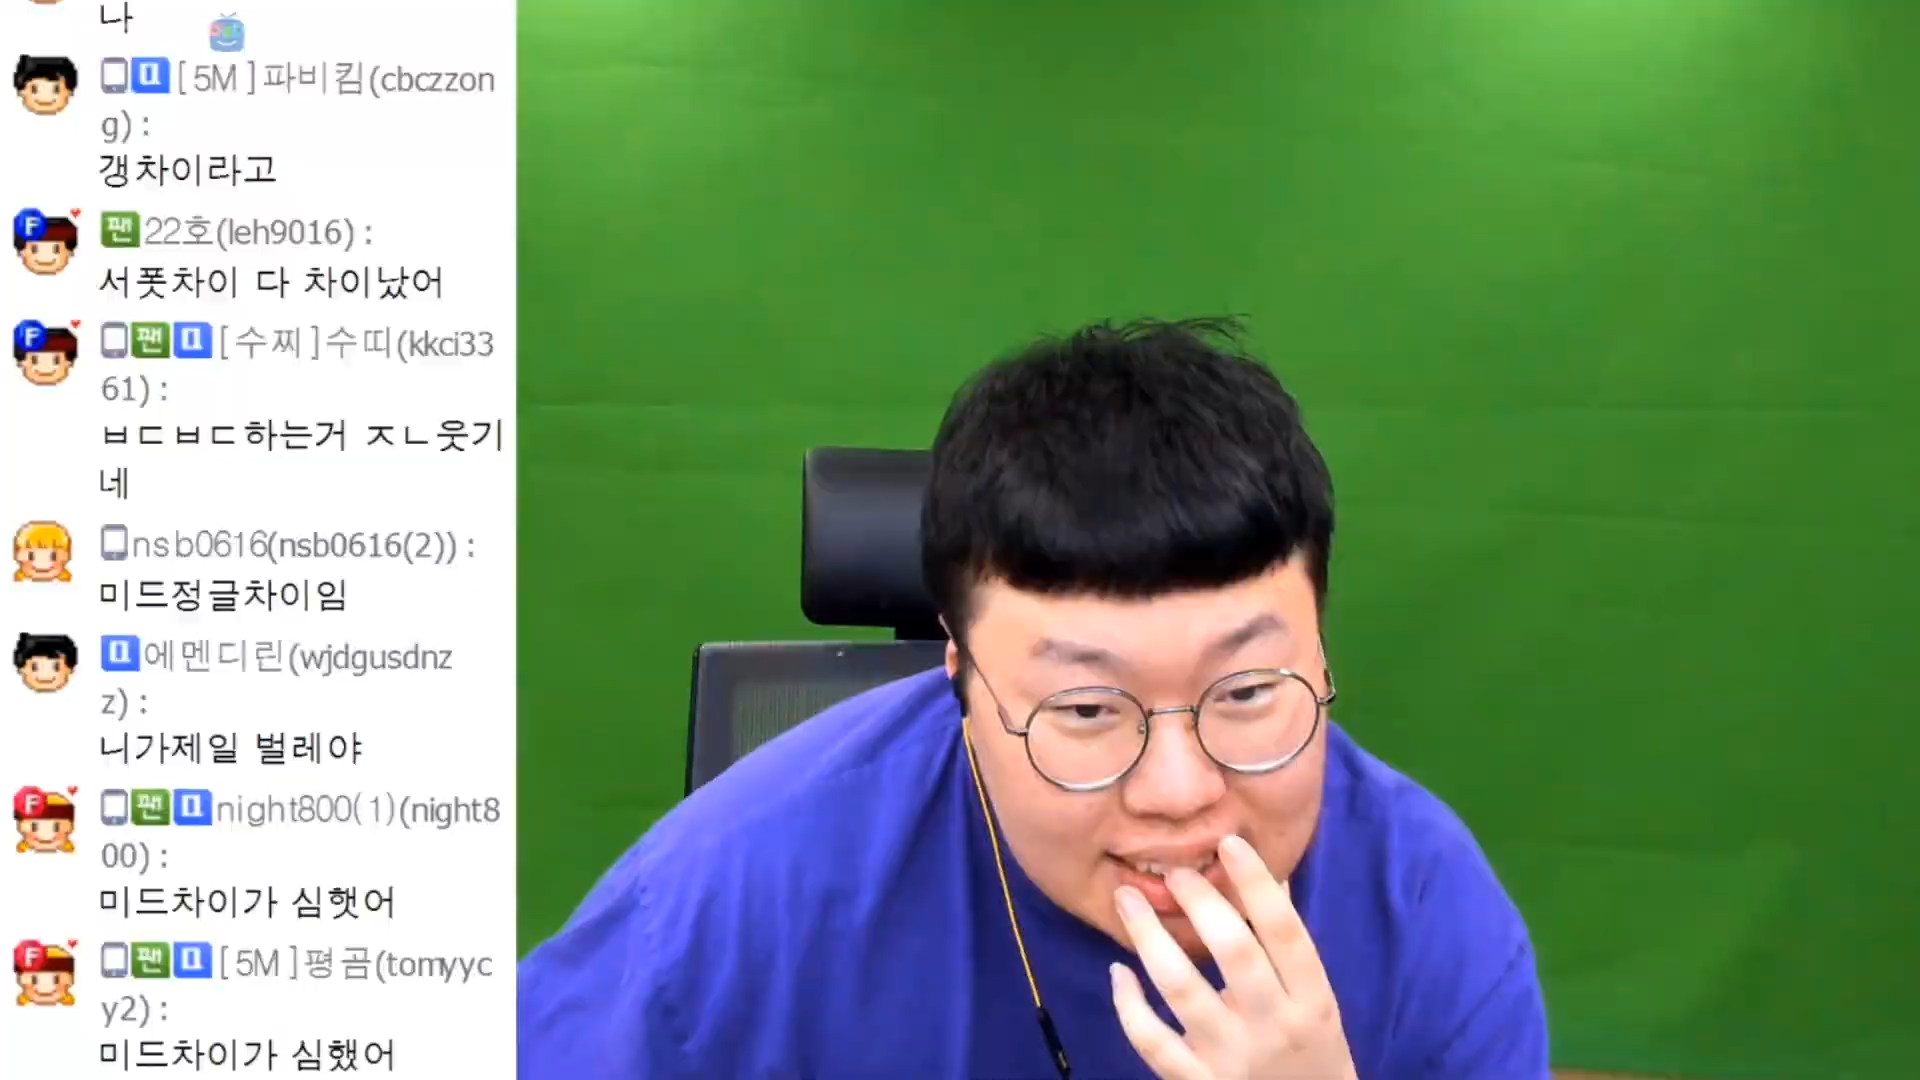 나
[5M]파비킴(cbczzon
g) :
갱차이라고
팬 22호(leh9016) :
서폿차이 다 차이났어
팬 [수찌]수띠(kkci33
61) :
ㅂㄷㅂㄷ하는거 ㅈㄴ웃기
네
nsb0616(nsb0616(2)) :
미드정글차이임
에멘디린(wjdgusdnz
z) :
니가제일 벌레야
F 팬 night800(1)(night8
00) :
미드차이가 심햇어
F 팬 [5M]평곰(tomyyc
y2) :
미드차이가 심했어